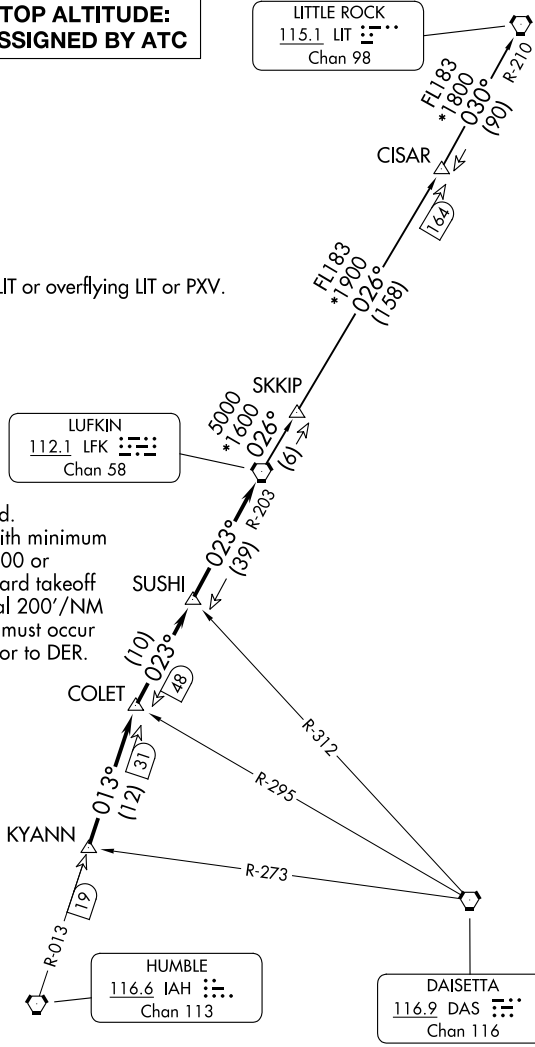 TOP ALTITUDE:
SSIGNED BY ATC
LITTLE ROCK
115.1 LIT
Chan 98
R-210
FL183
*1800
030°
(90)
CISAR
164
LIT or overflying LIT or PXV.
FL183
*1900
026°
(158)
SKKIP
5000
*1600
026°
(6)
LUFKIN
112.1 LFK
Chan 58
R-203
d.
ith minimum
00 or
ard takeoff
al 200'/NM
must occur
or to DER.
023°
(39)
SUSHI
(10)
023°
COLET
48
31
013°
(12)
R-312
R-295
KYANN
R-273
19
R-013
HUMBLE
116.6 IAH
Chan 113
DAISETTA
116.9 DAS
Chan 116